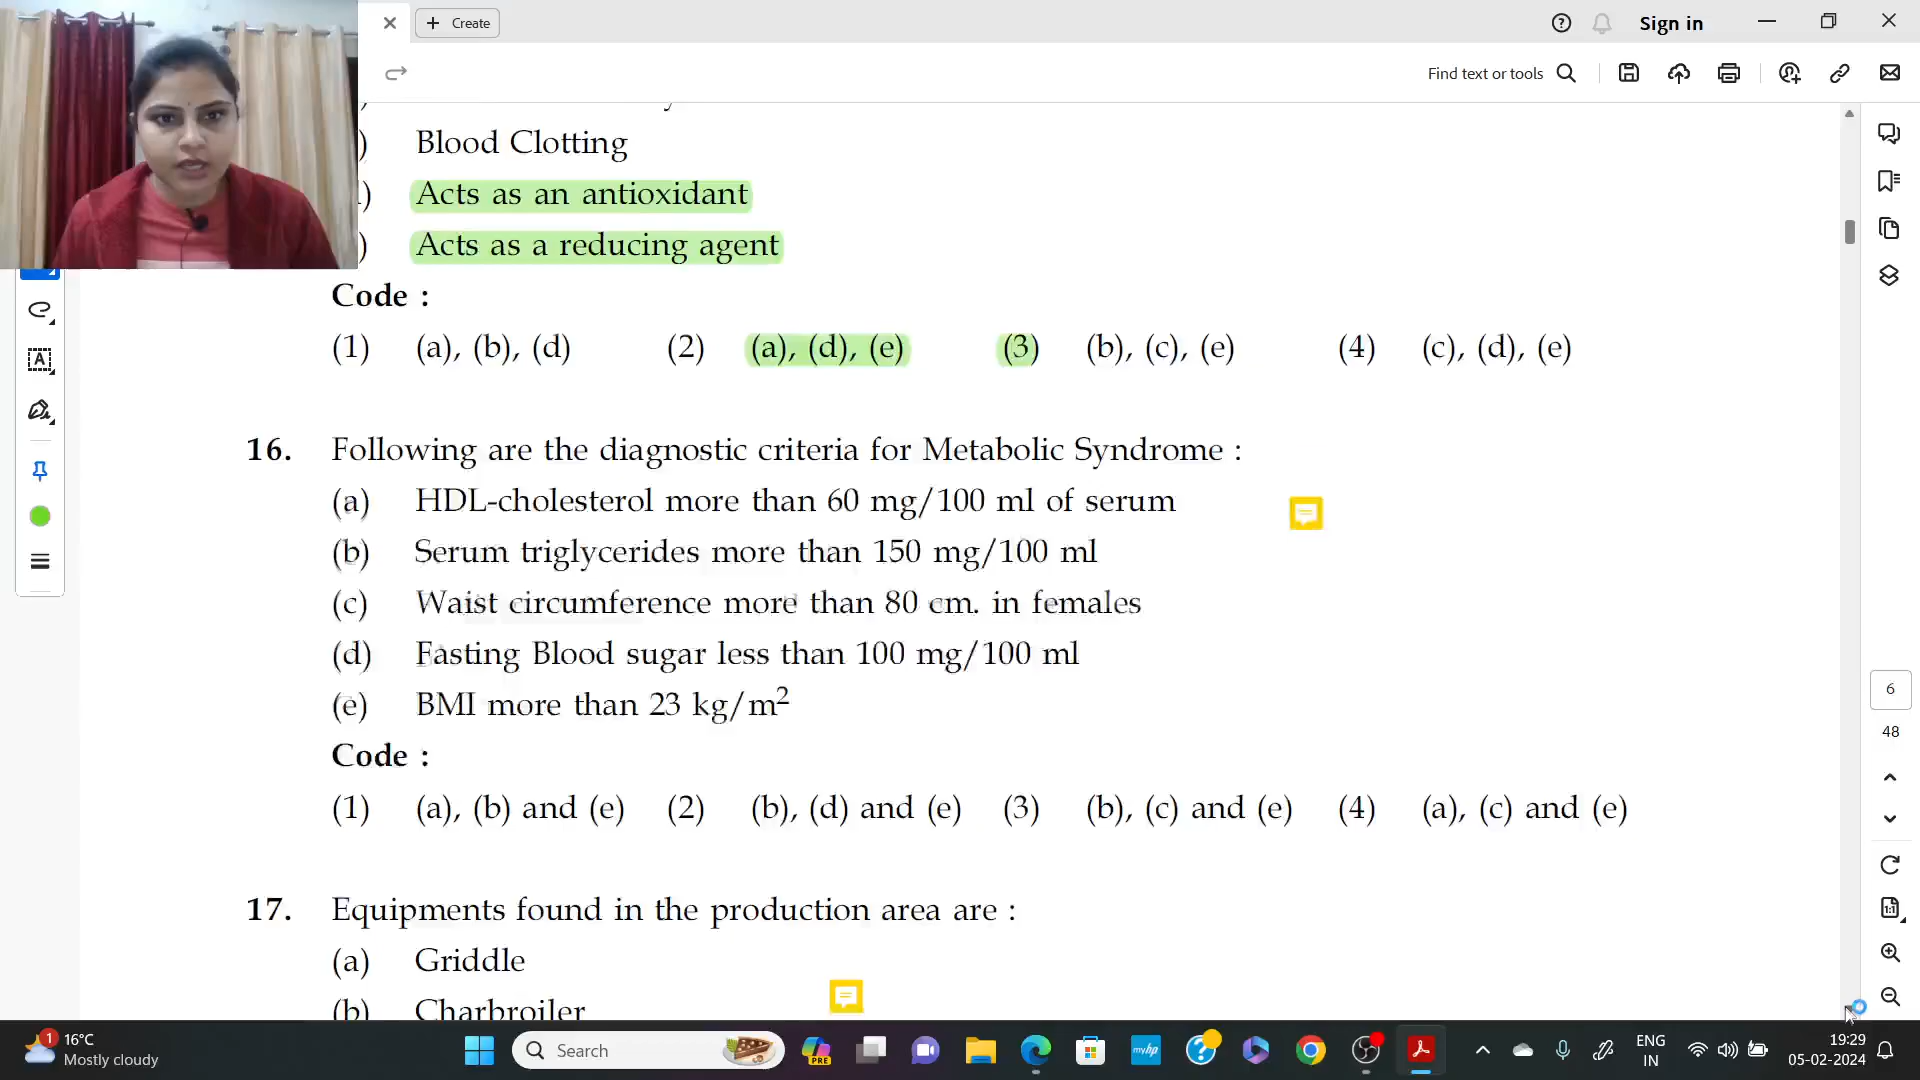 Create
Sign in
Find text or tools
Blood Clotting
Acts as an antioxidant
Acts as a reducing agent
Code :
(1) (a), (b), (d) (2) (a), (d), (e) (3) (b), (c), (e) (4) (c), (d), (e)
16. Following are the diagnostic criteria for Metabolic Syndrome :
(a) HDL-cholesterol more than 60 mg/100 ml of serum
(b) Serum triglycerides more than 150 mg/100 ml
(c) Waist circumference more than 80 cm. in females
(d) Fasting Blood sugar less than 100 mg/100 ml
(e) BMI more than 23 kg/m²
Code :
(1) (a), (b) and (e) (2) (b), (d) and (e) (3) (b), (c) and (e) (4) (a), (c) and (e)
17. Equipments found in the production area are :
(a) Griddle
(b) Charbroiler
6
48
1:1
1 16°C
Mostly cloudy
Search
PRE
myhp
ENG
IN
19:29
05-02-2024